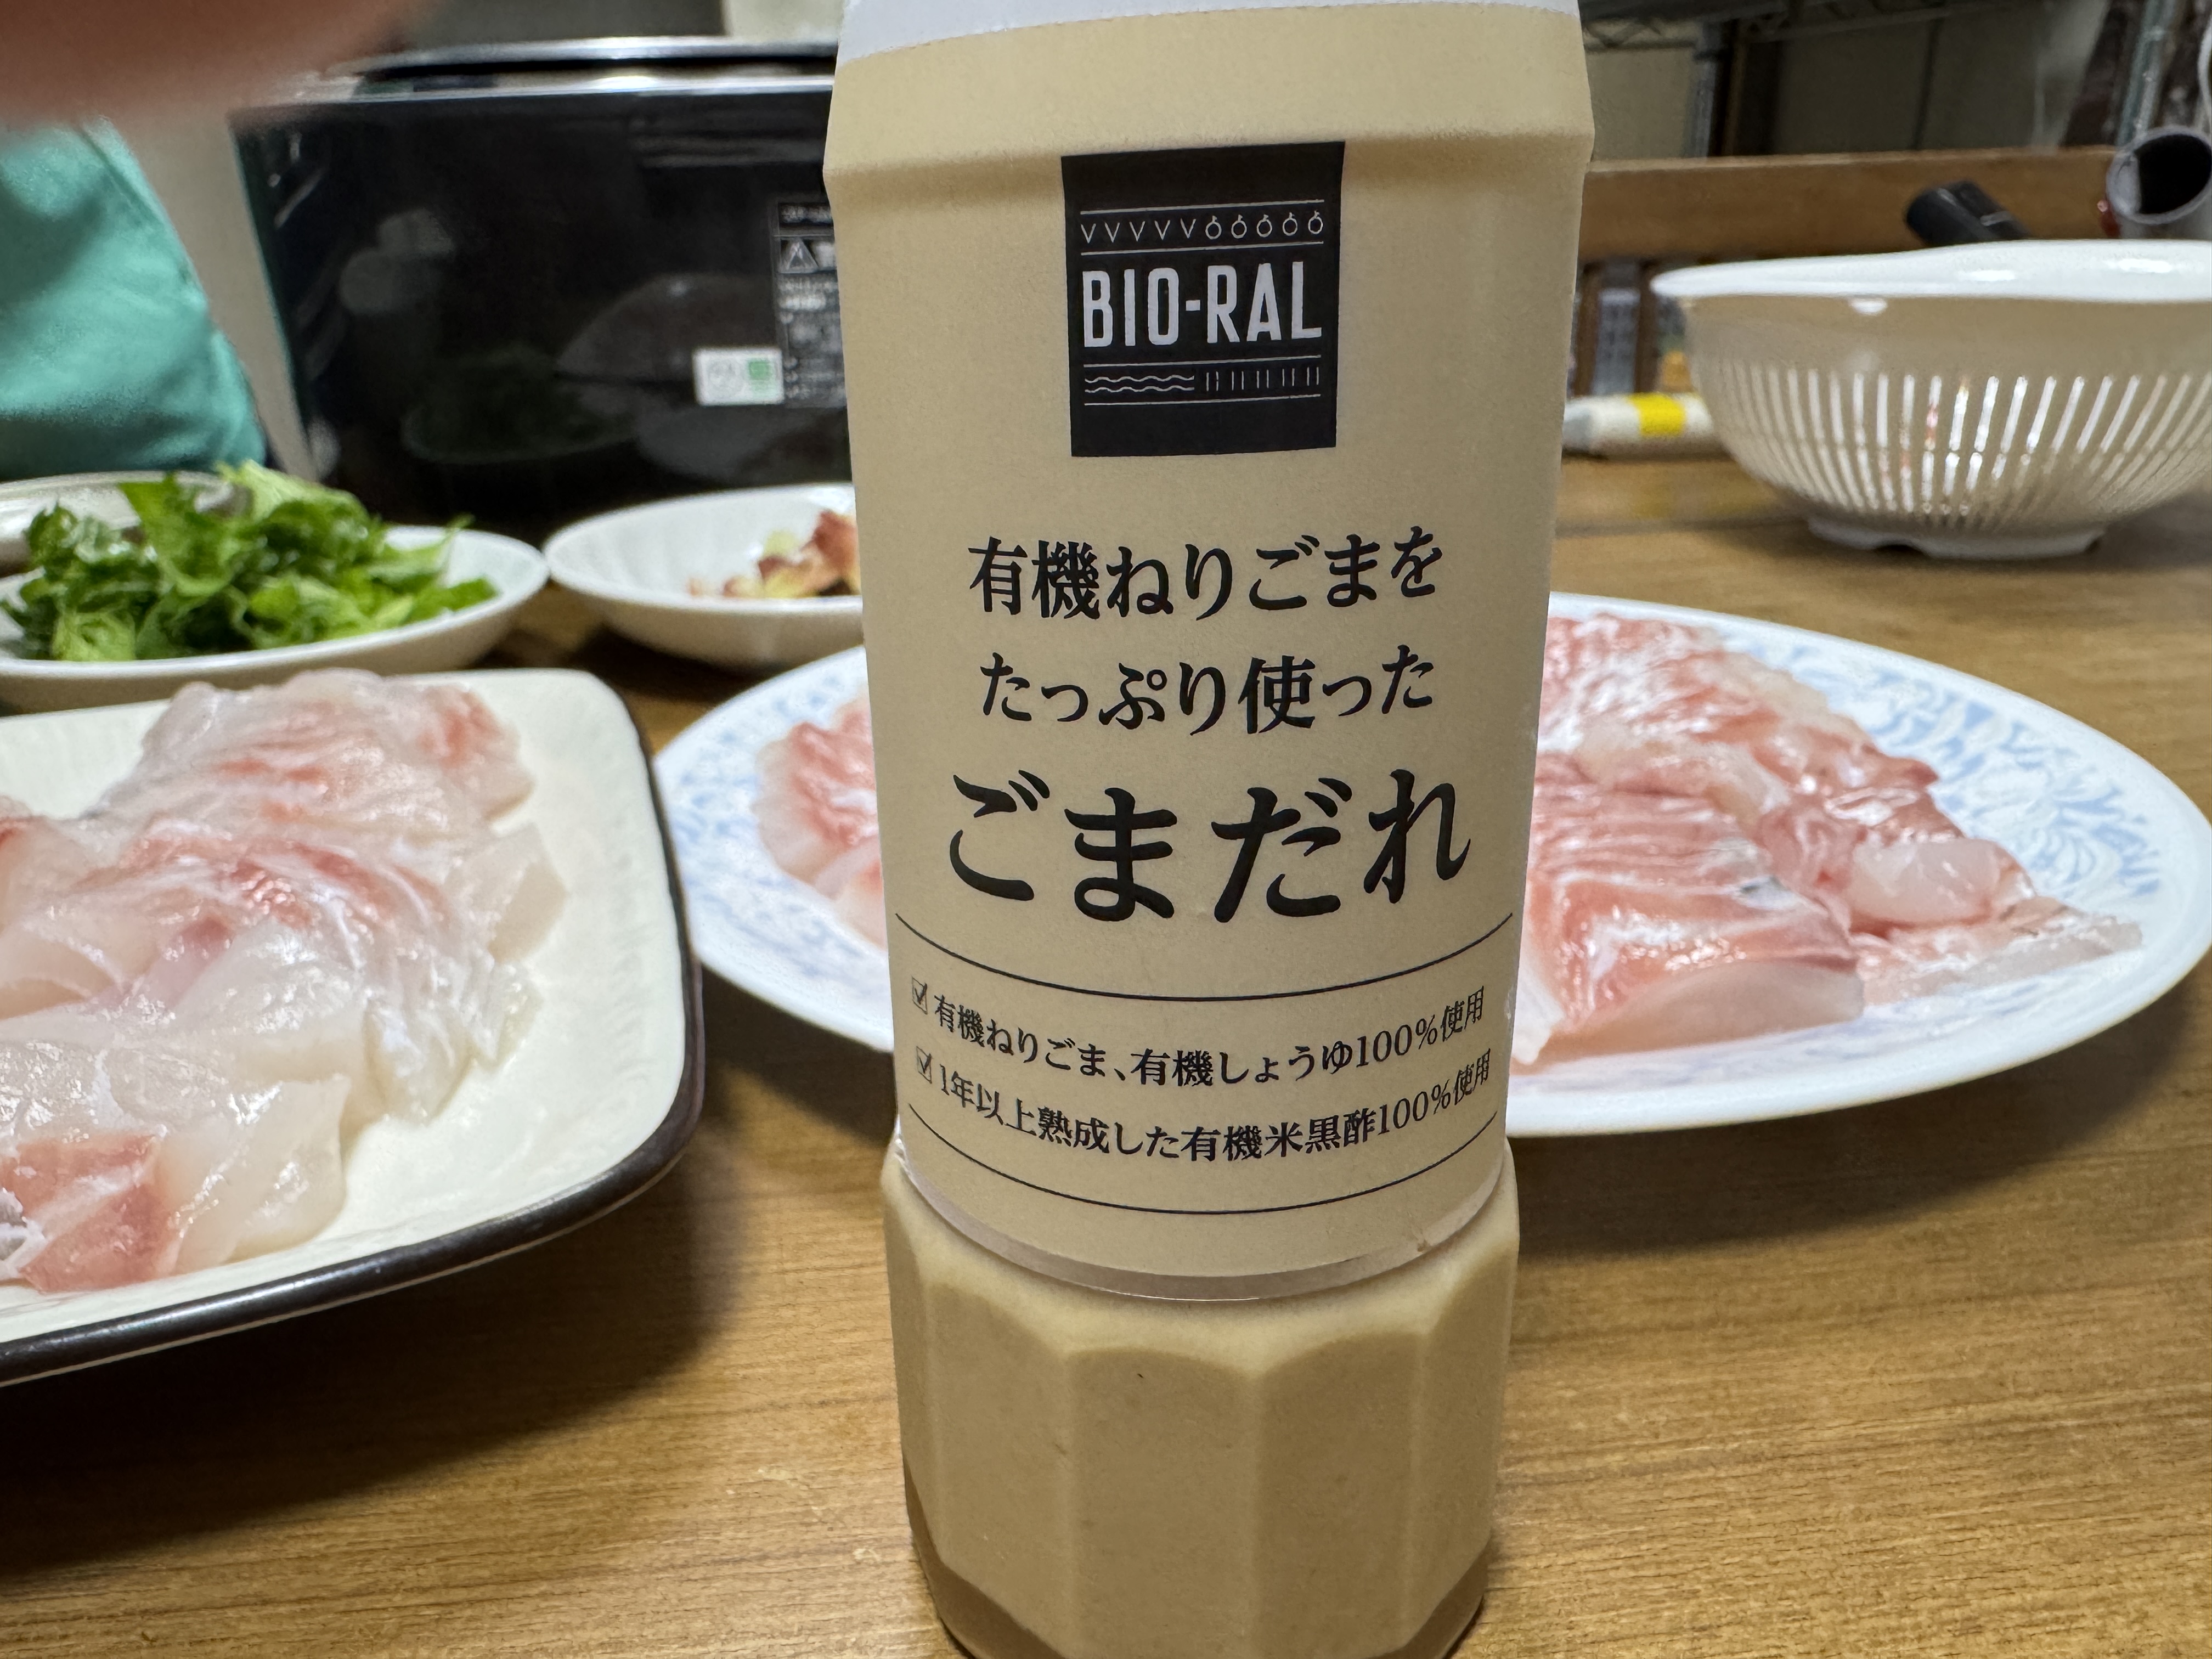 BIO-RAL
有機ねりごまを
たっぷり使った
ごまだれ
有機ねりごま、有機しょうゆ100%使用
1年以上熟成した有機米黒酢100%使用